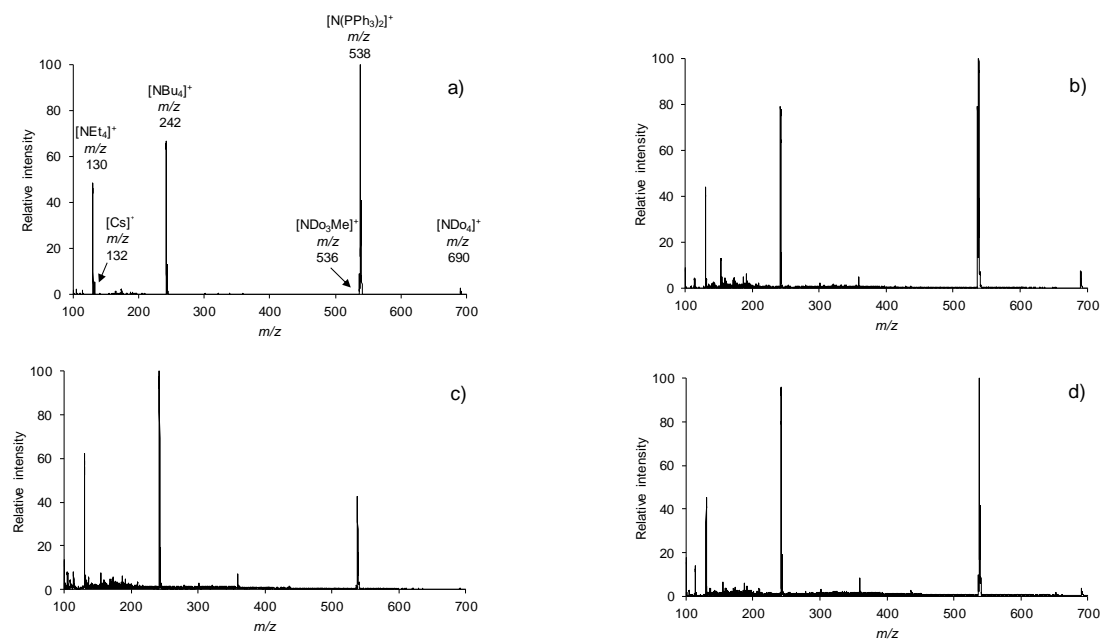 [N(PPh₃)₂]⁺
m/z
538
a)
[NBu₄]⁺
m/z
242
[NEt₄]⁺
m/z
130
[Cs]⁺
m/z
132
[NDo₃Me]⁺
m/z
536
[NDo₄]⁺
m/z
690
Relative intensity
100
80
60
40
20
0
100 200 300 400 500 600 700
m/z
b)
Relative intensity
100
80
60
40
20
0
100 200 300 400 500 600 700
m/z
c)
Relative intensity
100
80
60
40
20
0
100 200 300 400 500 600 700
m/z
d)
Relative intensity
100
80
60
40
20
0
100 200 300 400 500 600 700
m/z